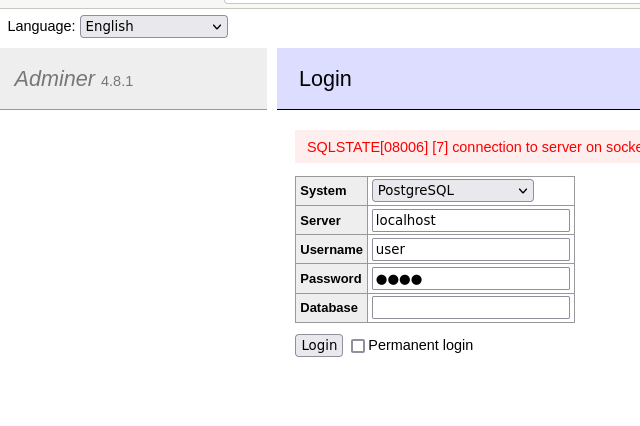 Language: English
Adminer 4.8.1
Login
SQLSTATE[08006] [7] connection to server on
System PostgreSQL
Server localhost
Username user
Password ●●●●
Database
Login Permanent login